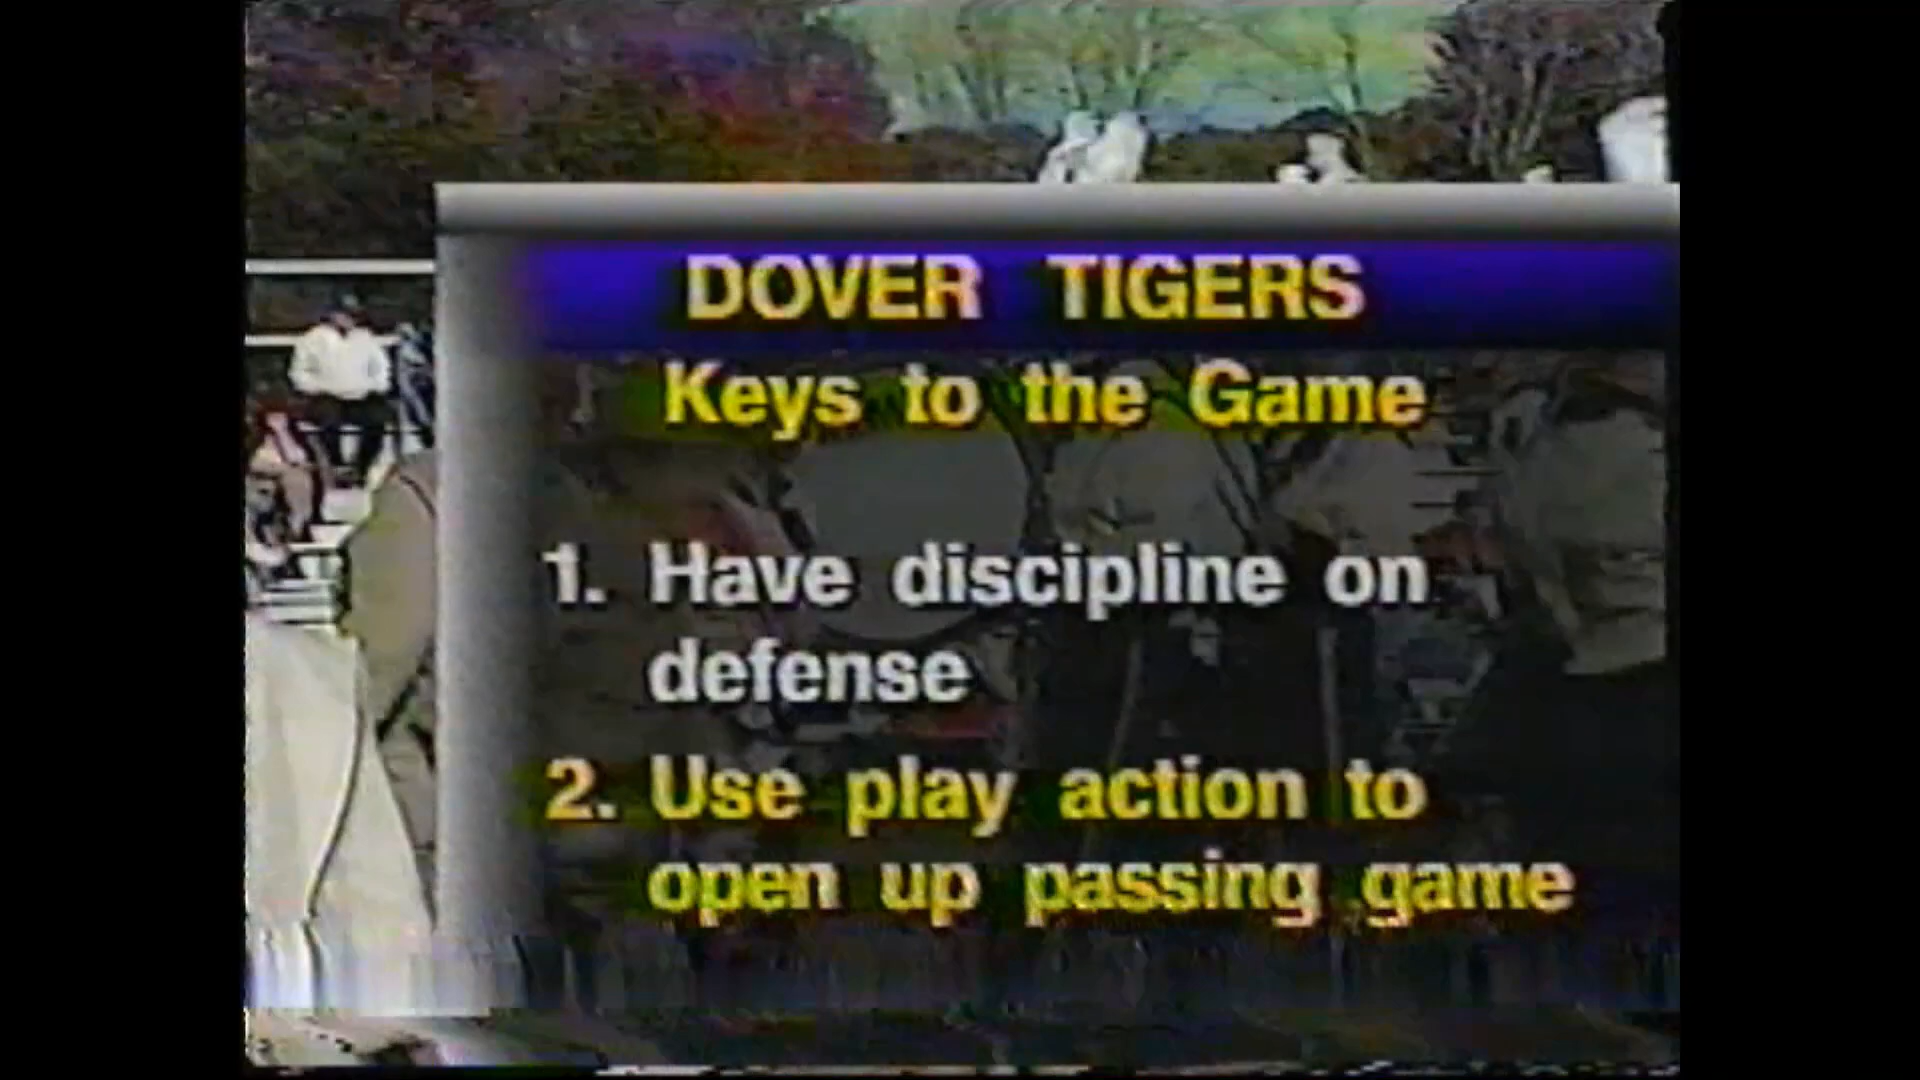 DOVER TIGERS
Keys to the Game
1. Have discipline on
defense
2. Use play action to
open up passing game